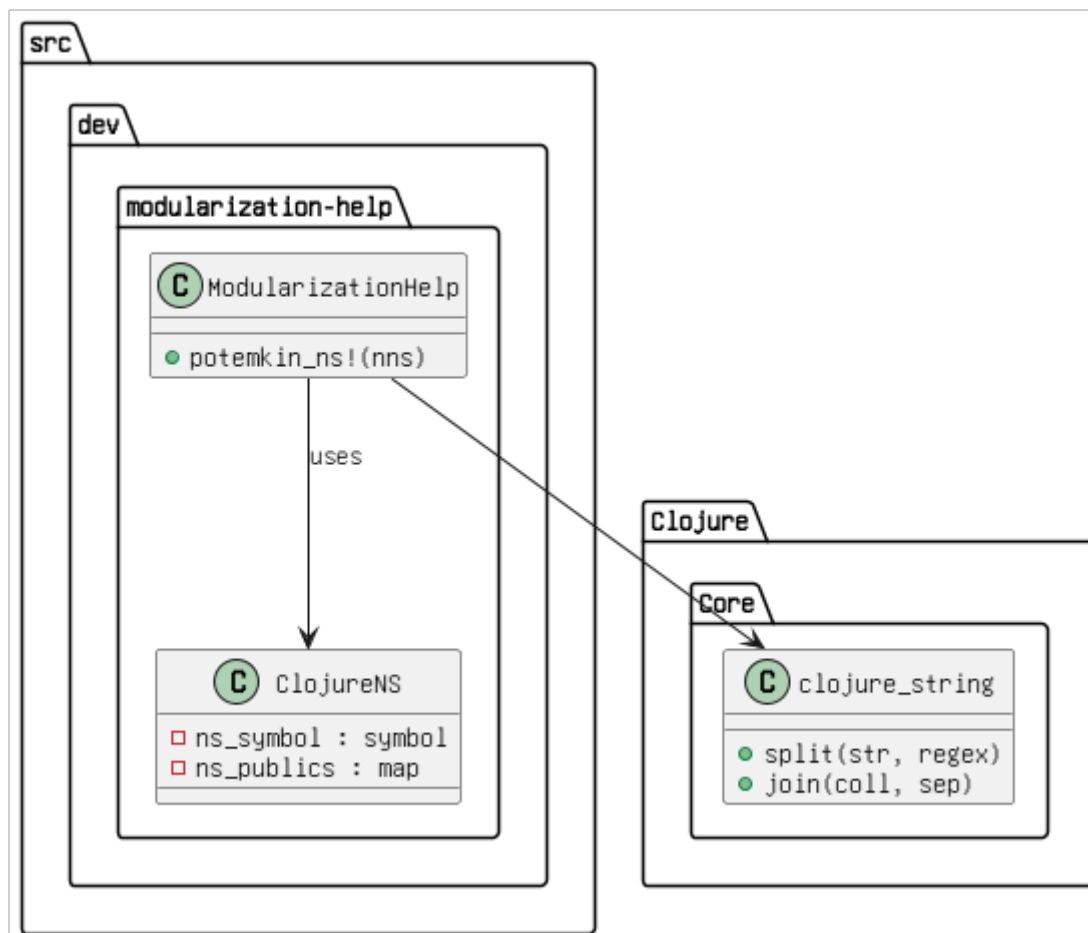 src
dev
modularization-help
C ModularizationHelp
potemkin_ns!(nns)
uses
C ClojureNS
ns_symbol : symbol
ns_publics : map
Clojure
Core
C clojure_string
split(str, regex)
join(coll, sep)